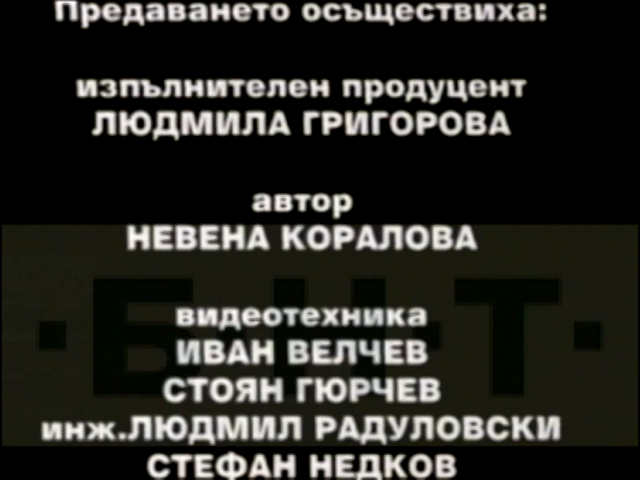 Предаването осъществиха:
изпълнителен продуцент
ЛЮДМИЛА ГРИГОРОВА
автор
НЕВЕНА КОРАЛОВА
видеотехника
ИВАН ВЕЛЧЕВ
СТОЯН ГЮРЧЕВ
инж.ЛЮДМИЛ РАДУЛОВСКИ
СТЕФАН НЕДКОВ